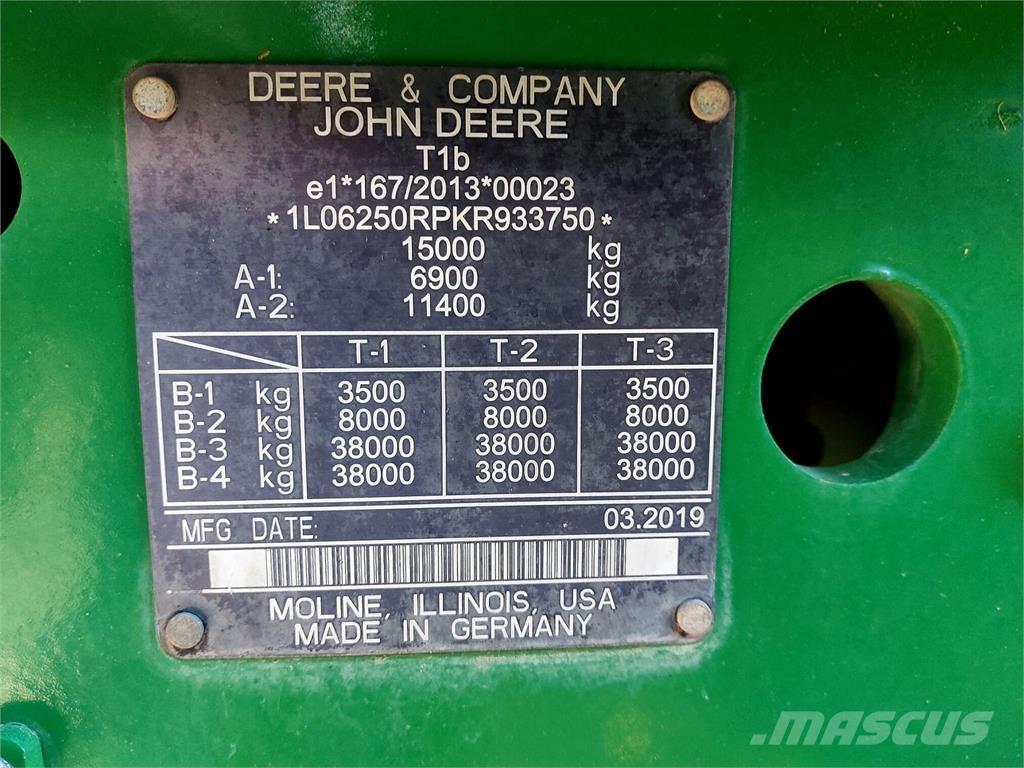 DEERE & COMPANY
JOHN DEERE
T1b
e1*167/2013*00023
*1L06250RPKR933750*
15000 kg
A-1: 6900 kg
A-2: 11400 kg
T-1 T-2 T-3
B-1 kg 3500 3500 3500
B-2 kg 8000 8000 8000
B-3 kg 38000 38000 38000
B-4 kg 38000 38000 38000
MFG DATE: 03.2019
MOLINE, ILLINOIS, USA
MADE IN GERMANY
MASCUS